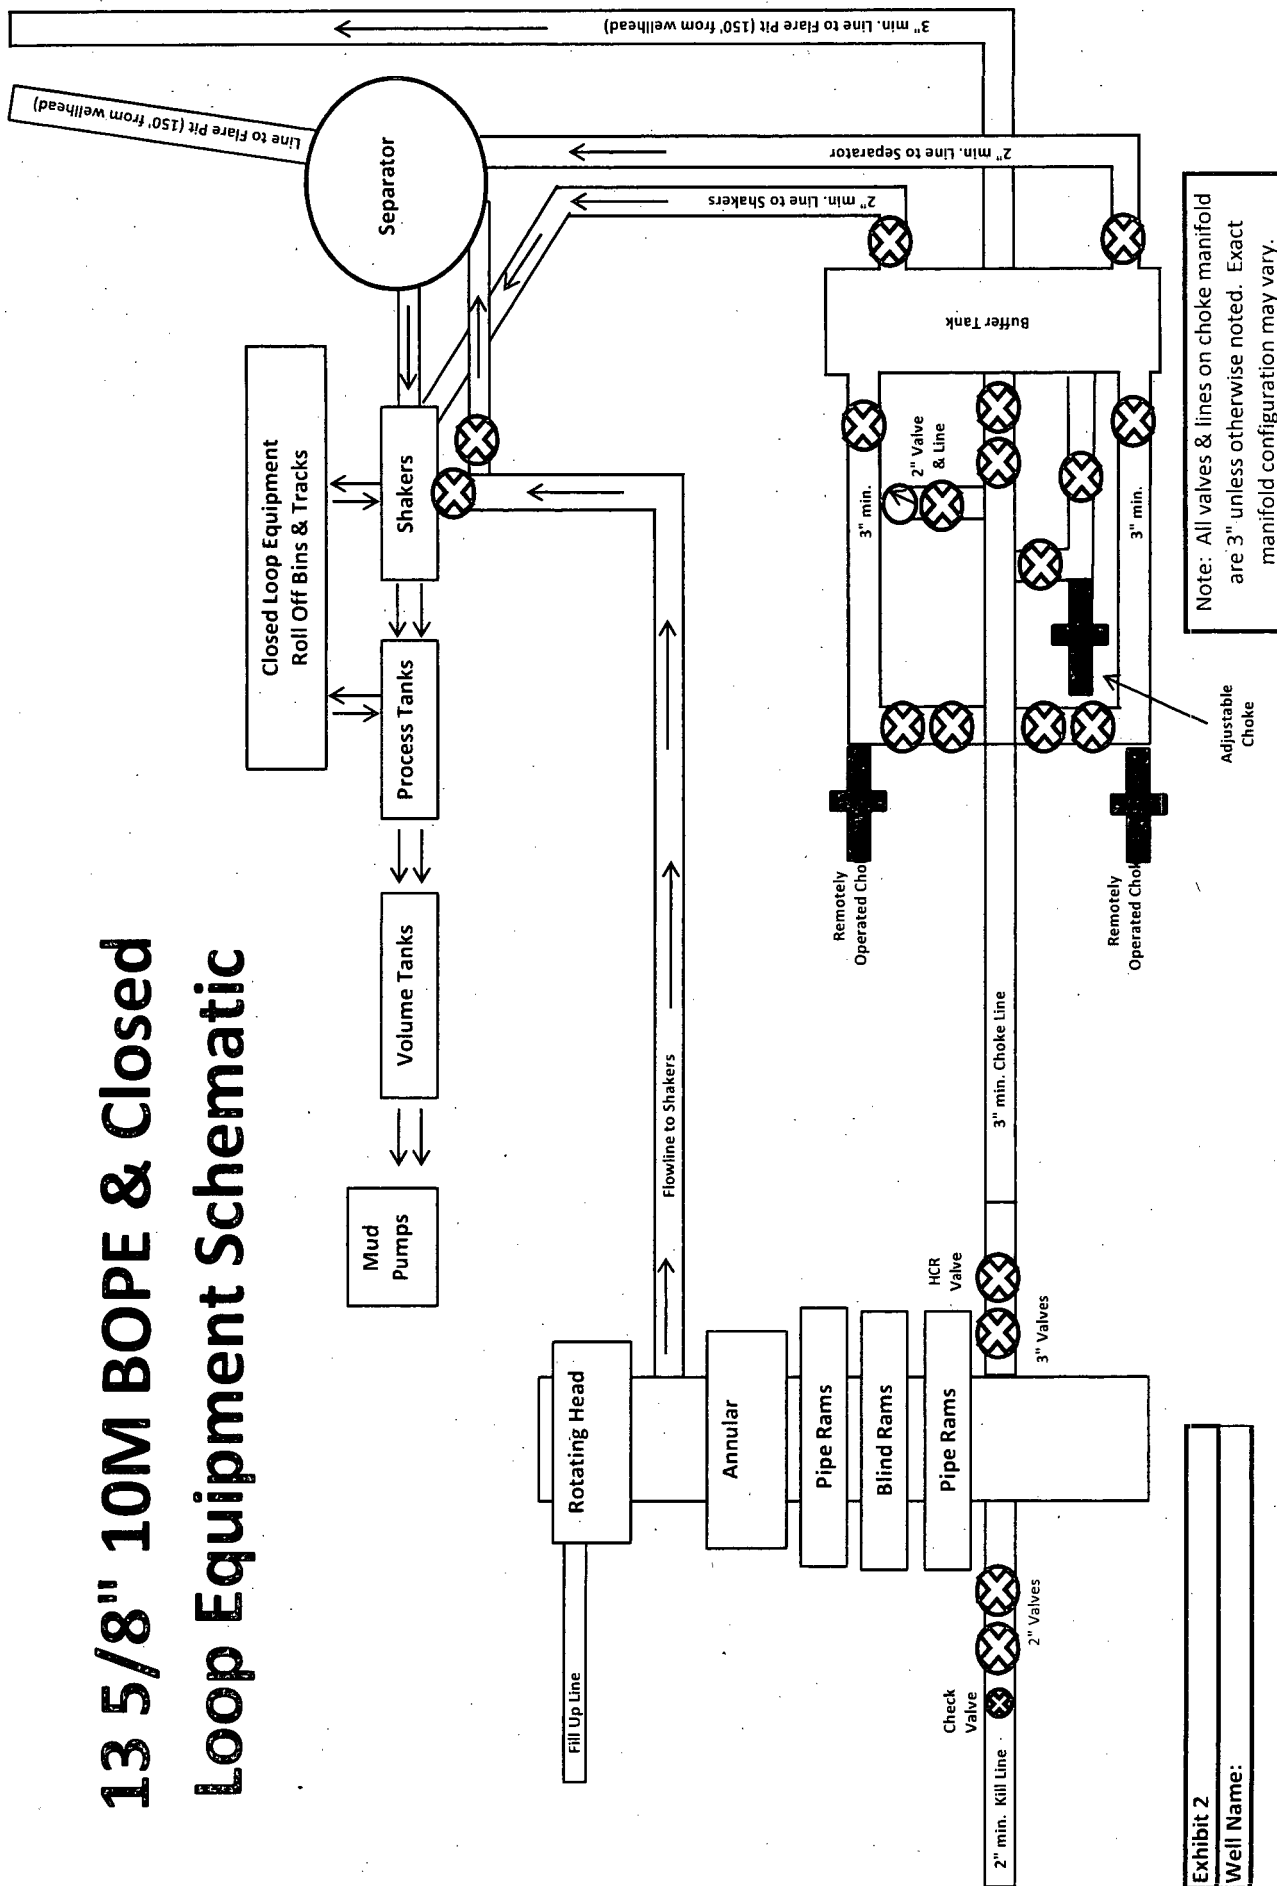 13 5/8" 10M BOPE & Closed
Loop Equipment Schematic
Mud
Pumps
Volume Tanks
Process Tanks
Shakers
Closed Loop Equipment
Roll Off Bins & Tracks
Separator
Line to Flare Pit (150' from wellhead)
3" min. Line to Flare Pit (150' from wellhead)
2" min. Line to Separator
2" min. Line to Shakers
Fill Up Line
Rotating Head
Flowline to Shakers
Annular
Pipe Rams
Blind Rams
Pipe Rams
2" min. Kill Line
Check
Valve
2" Valves
3" Valves
HCR
Valve
3" min. Choke Line
Remotely
Operated Cho
Remotely
Operated Chok
Adjustable
Choke
3" min.
2" Valve
& Line
3" min.
Buffer Tank
Note: All valves & lines on choke manifold
are 3" unless otherwise noted. Exact
manifold configuration may vary.
Exhibit 2
Well Name: